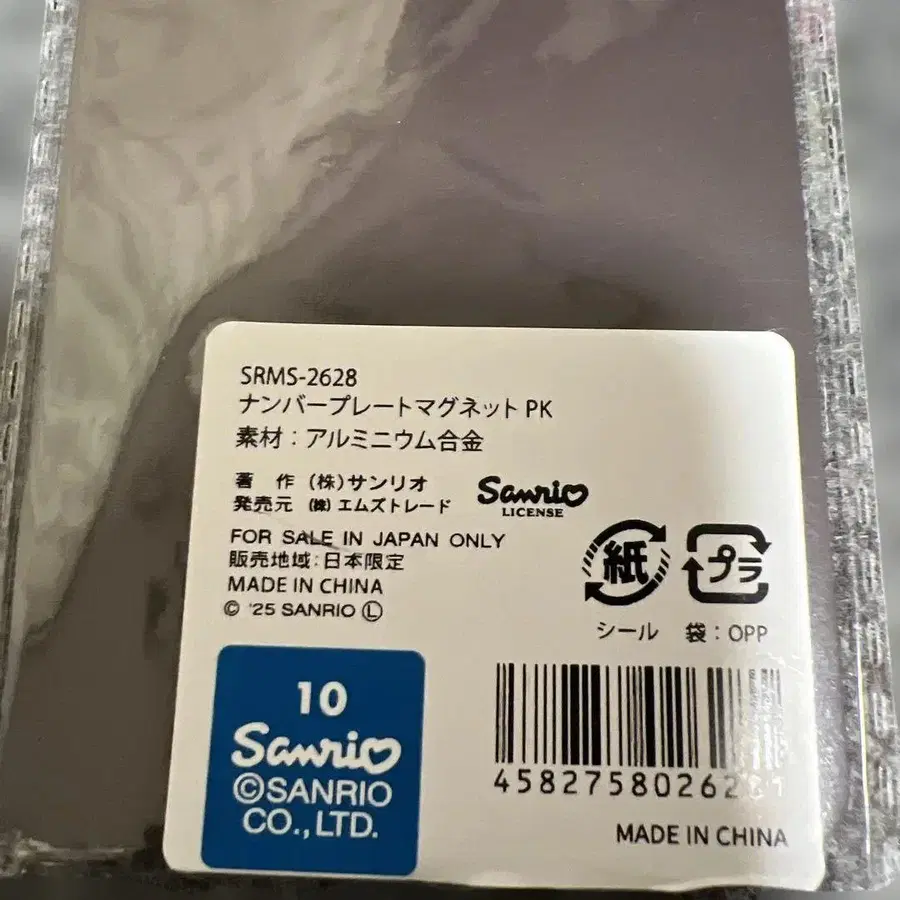 SRMS-2628
ナンバープレートマグネット PK
素材：アルミニウム合金
著 作 （株）サンリオ
発売元 ㈱ エムズトレード
Sanrio
LICENSE
FOR SALE IN JAPAN ONLY
販売地域：日本限定
MADE IN CHINA
© '25 SANRIO Ⓛ
紙
プラ
シール 袋：OPP
10
Sanrio
©SANRIO
CO.,LTD.
4582758026281
MADE IN CHINA